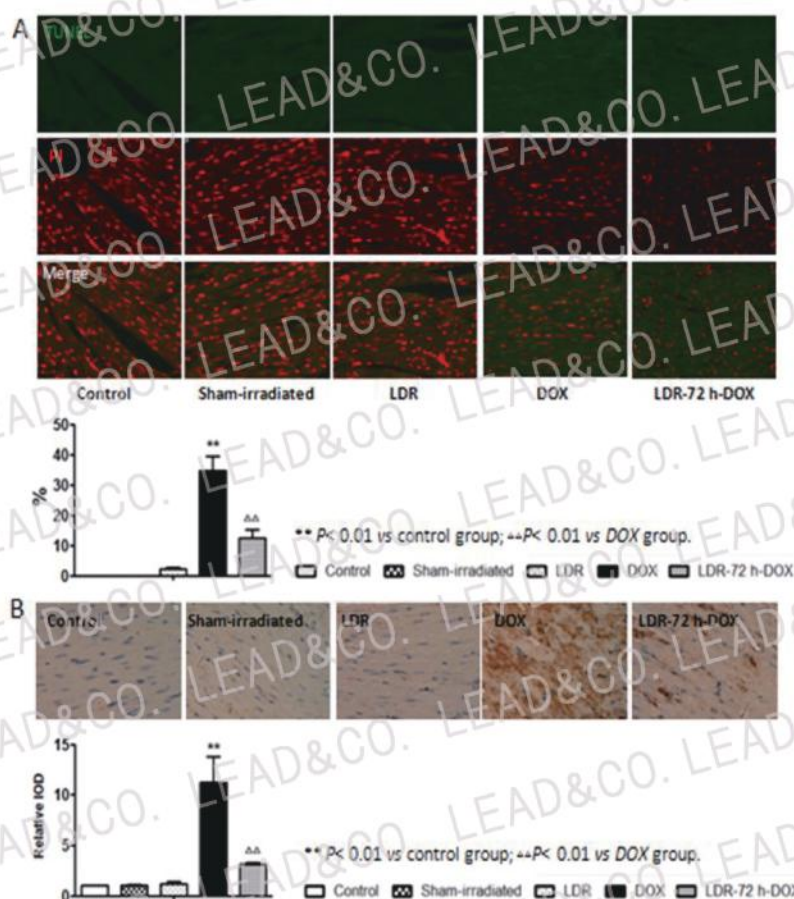 A
TUNEL
PI
Merge
Control Sham-irradiated LDR DOX LDR-72 h-DOX
50
40
30
20
10
0
%
**
ΔΔ
** P< 0.01 vs control group; ΔΔP< 0.01 vs DOX group.
Control Sham-irradiated LDR DOX LDR-72 h-DOX
B
Control Sham-irradiated LDR DOX LDR-72 h-DOX
15
10
5
0
Relative IOD
**
ΔΔ
** P< 0.01 vs control group; ΔΔP< 0.01 vs DOX group.
Control Sham-irradiated LDR DOX LDR-72 h-DOX
LEAD&CO.